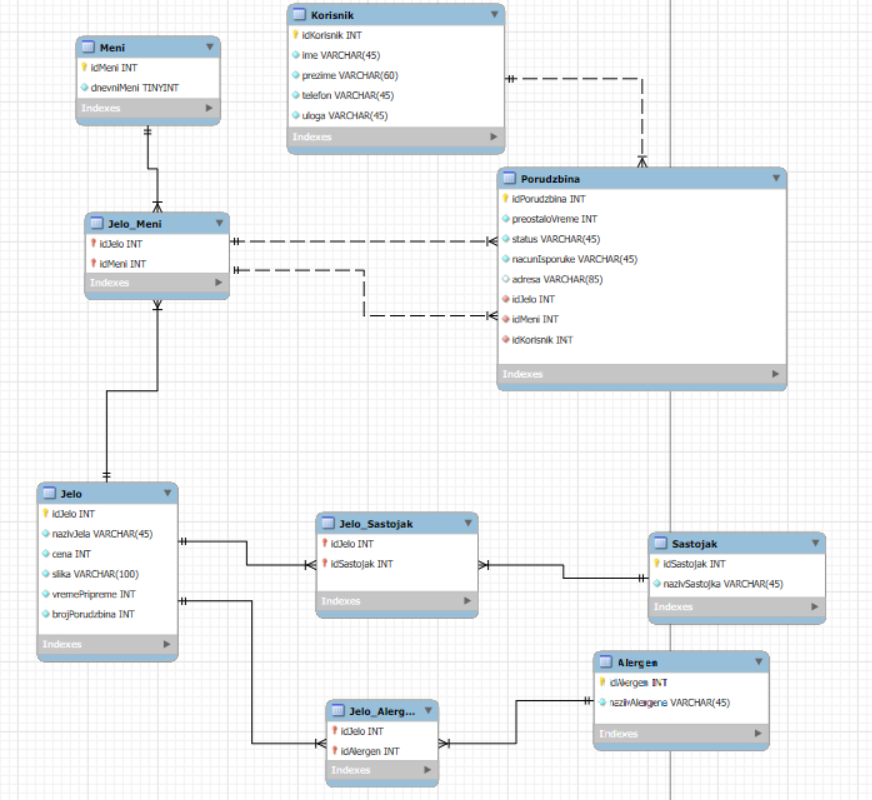 Korisnik
idKorisnik INT
ime VARCHAR(45)
prezime VARCHAR(60)
telefon VARCHAR(45)
uloga VARCHAR(45)
Indexes
Meni
idMeni INT
dnevniMeni TINYINT
Indexes
Porudzbina
idPorudzbina INT
preostaloVreme INT
status VARCHAR(45)
nacunIsporuke VARCHAR(45)
adresa VARCHAR(85)
idJelo INT
idMeni INT
idKorisnik INT
Indexes
Jelo_Meni
idJelo INT
idMeni INT
Indexes
Jelo
idJelo INT
nazivJela VARCHAR(45)
cena INT
slika VARCHAR(100)
vremePripreme INT
brojPorudzbina INT
Indexes
Jelo_Sastojak
idJelo INT
idSastojak INT
Indexes
Sastojak
idSastojak INT
nazivSastojka VARCHAR(45)
Indexes
Alergen
idAlergen INT
nazivAlergena VARCHAR(45)
Indexes
Jelo_Alerg...
idJelo INT
idAlergen INT
Indexes